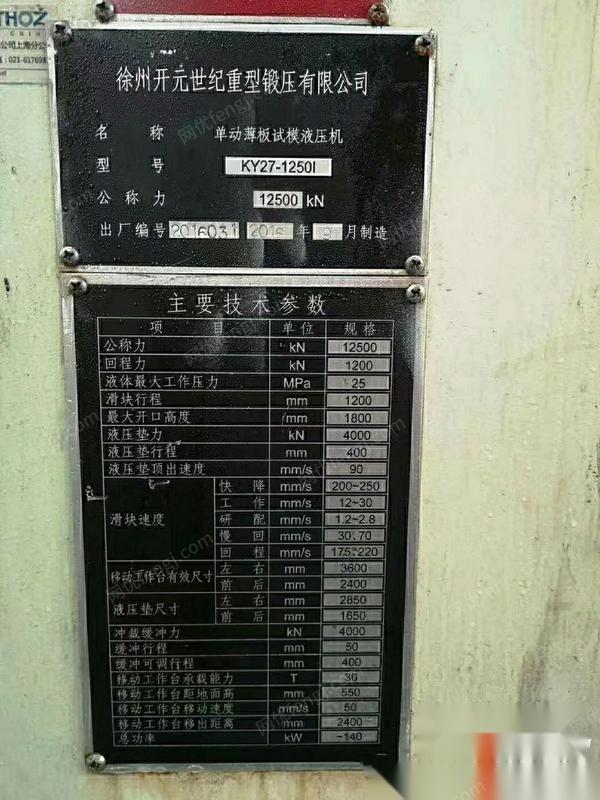 THOZ
公司上海分公
: 021-617698
徐州开元世纪重型锻压有限公司
名 称 单动薄板试模液压机
型 号 KY27-1250I
公 称 力 12500 kN
出厂编号 2016031 2016 年 9 月制造
主要技术参数
项 目 单位 规格
公称力 kN 12500
回程力 kN 1200
液体最大工作压力 MPa 25
滑块行程 mm 1200
最大开口高度 /mm 1800
液压垫力 kN 4000
液压垫行程 mm 400
液压垫顶出速度 mm/s 90
滑块速度 快 降 mm/s 200~250
工 作 mm/s 12~30
研 配 mm/s 1.2~2.8
慢 回 mm/s 30.70
回 程 mm/s 175~220
移动工作台有效尺寸 左 右 mm 3600
前 后 mm 2400
液压垫尺寸 左 右 mm 2850
前 后 mm 1650
冲裁缓冲力 kN 4000
缓冲行程 mm 50
缓冲可调行程 mm 400
移动工作台承载能力 T 30
移动工作台距地面高 mm 550
移动工作台移动速度 mm/s 50
移动工作台移出距离 mm 2400
总功率 kW ~140